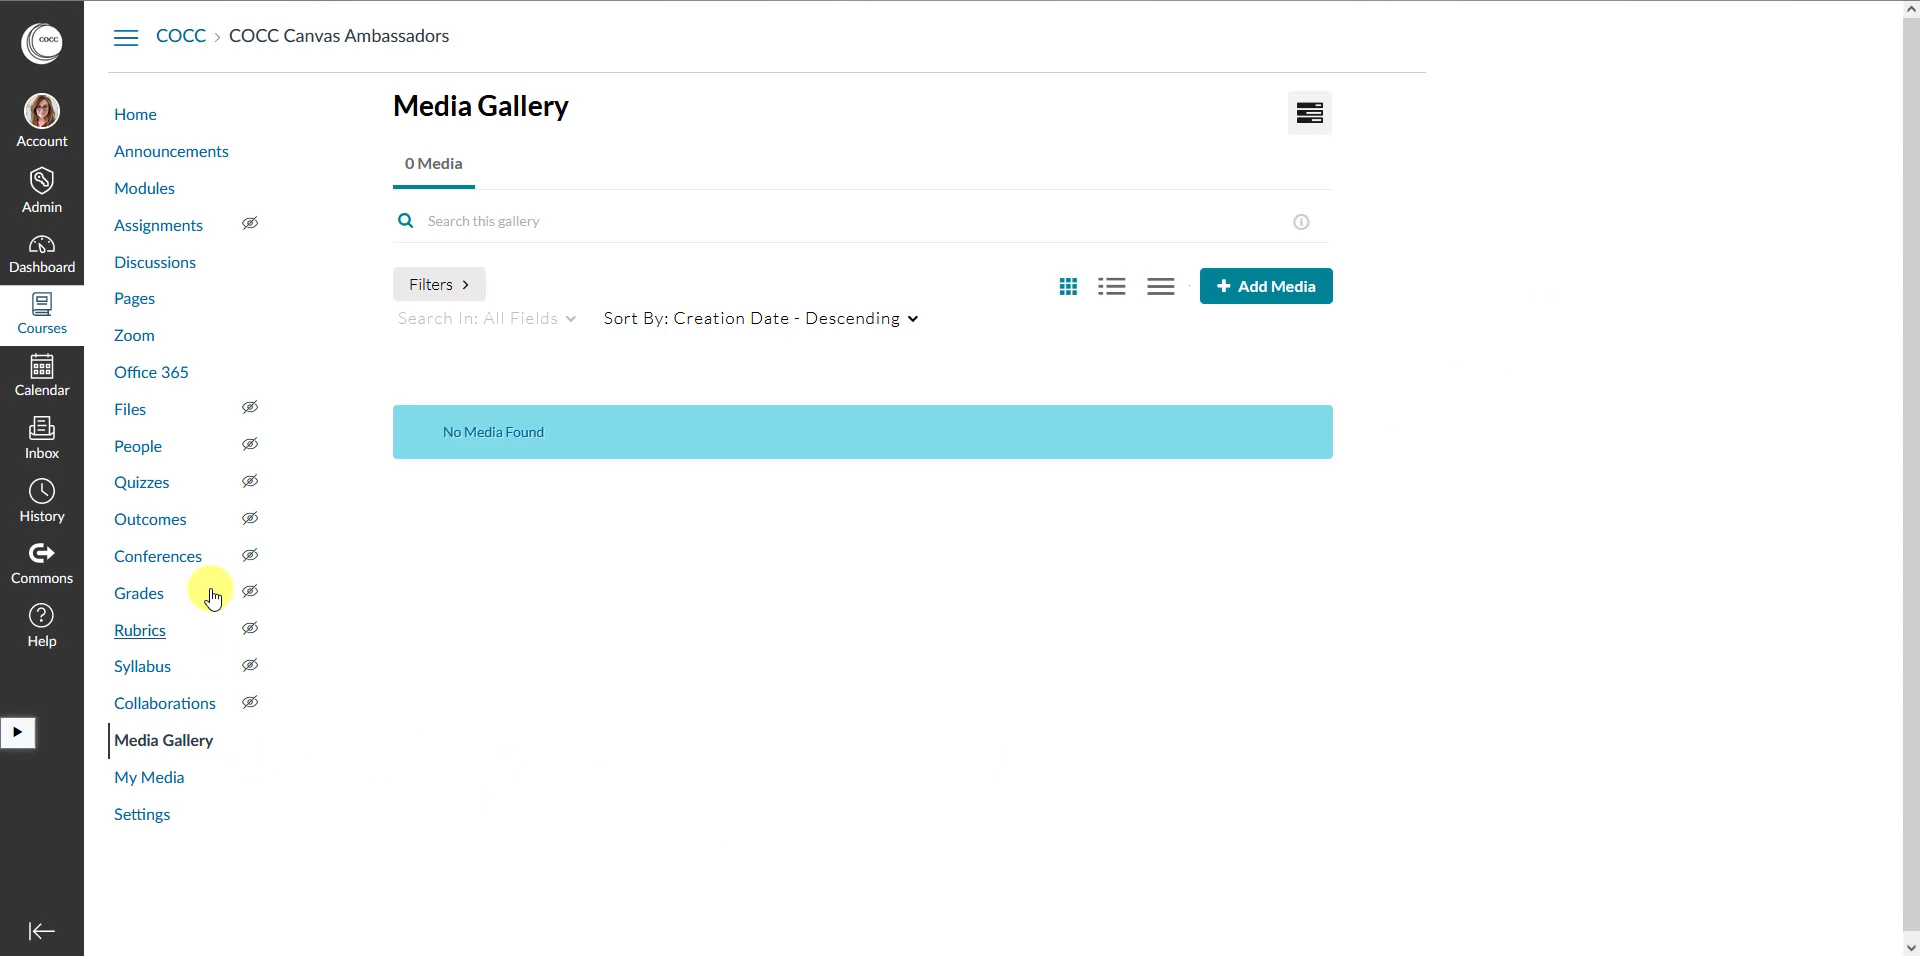 COCC
COCC > COCC Canvas Ambassadors
Account
Admin
Dashboard
Courses
Calendar
Inbox
History
Commons
Help
Home
Announcements
Modules
Assignments
Discussions
Pages
Zoom
Office 365
Files
People
Quizzes
Outcomes
Conferences
Grades
Rubrics
Syllabus
Collaborations
Media Gallery
My Media
Settings
Media Gallery
0 Media
Search this gallery
Filters >
+ Add Media
Search In: All Fields Sort By: Creation Date - Descending
No Media Found